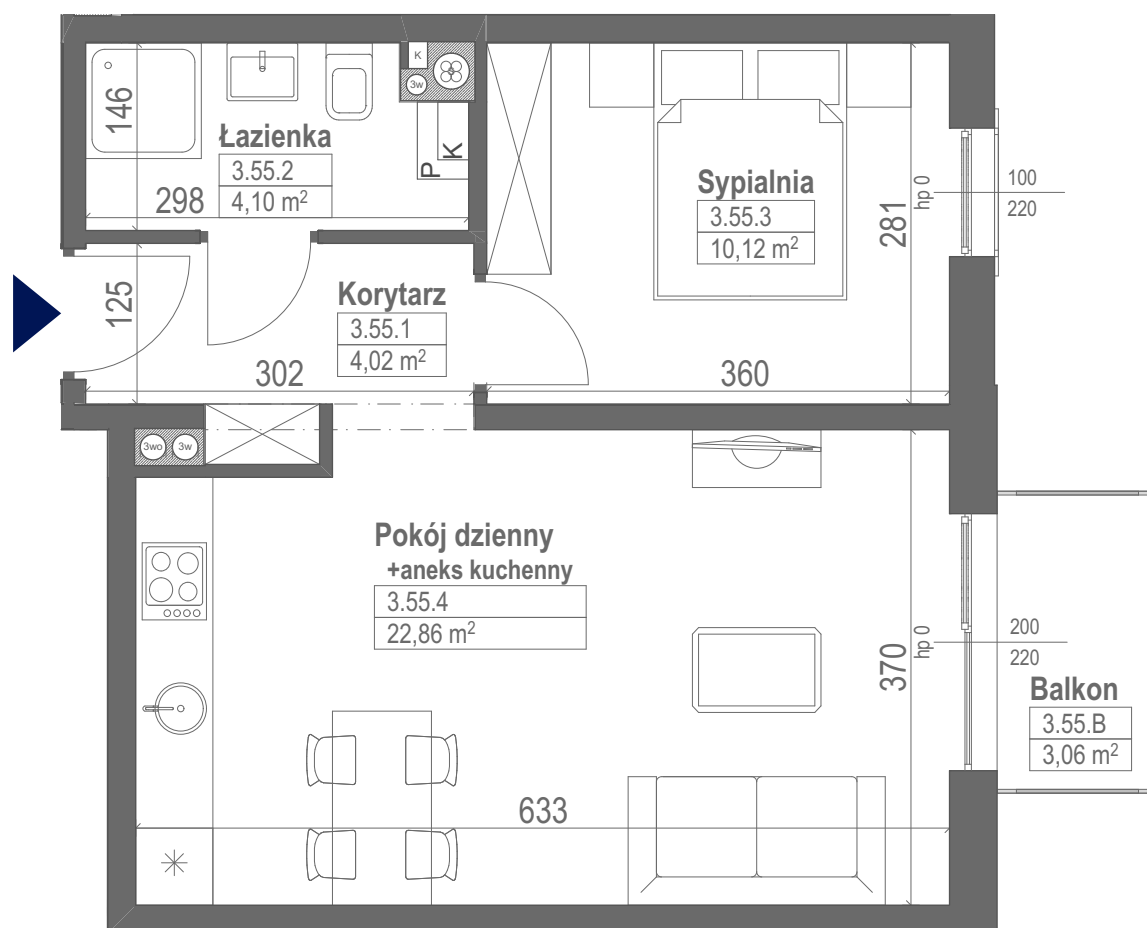 K
3w
146
Łazienka
3.55.2
4,10 m²
298
P
K
Sypialnia
3.55.3
10,12 m²
281
hp 0
100
220
125
Korytarz
3.55.1
4,02 m²
302
360
3wo
3w
Pokój dzienny
+aneks kuchenny
3.55.4
22,86 m²
370
hp 0
200
220
Balkon
3.55.B
3,06 m²
633